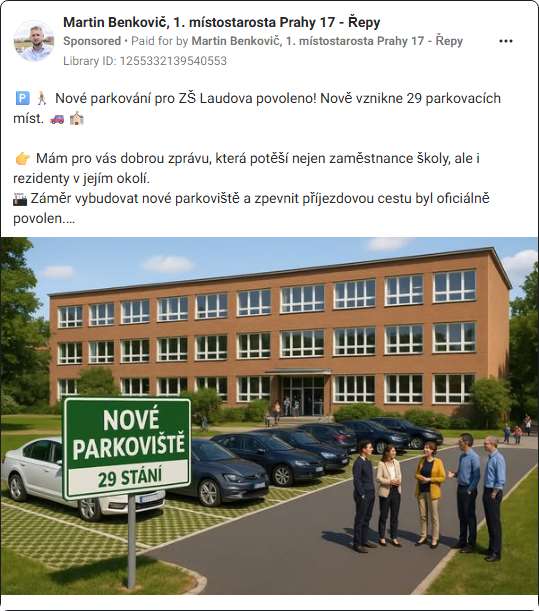 Martin Benkovič, 1. místostarosta Prahy 17 - Řepy
Sponsored • Paid for by Martin Benkovič, 1. místostarosta Prahy 17 - Řepy
Library ID: 1255332139540553
🅿️🚶🏻 Nové parkování pro ZŠ Laudova povoleno! Nově vznikne 29 parkovacích
míst. 🚙 🏫
👉 Mám pro vás dobrou zprávu, která potěší nejen zaměstnance školy, ale i
rezidenty v jejím okolí.
🛤️ Záměr vybudovat nové parkoviště a zpevnit příjezdovou cestu byl oficiálně
povolen....
NOVÉ
PARKOVIŠTĚ
29 STÁNÍ